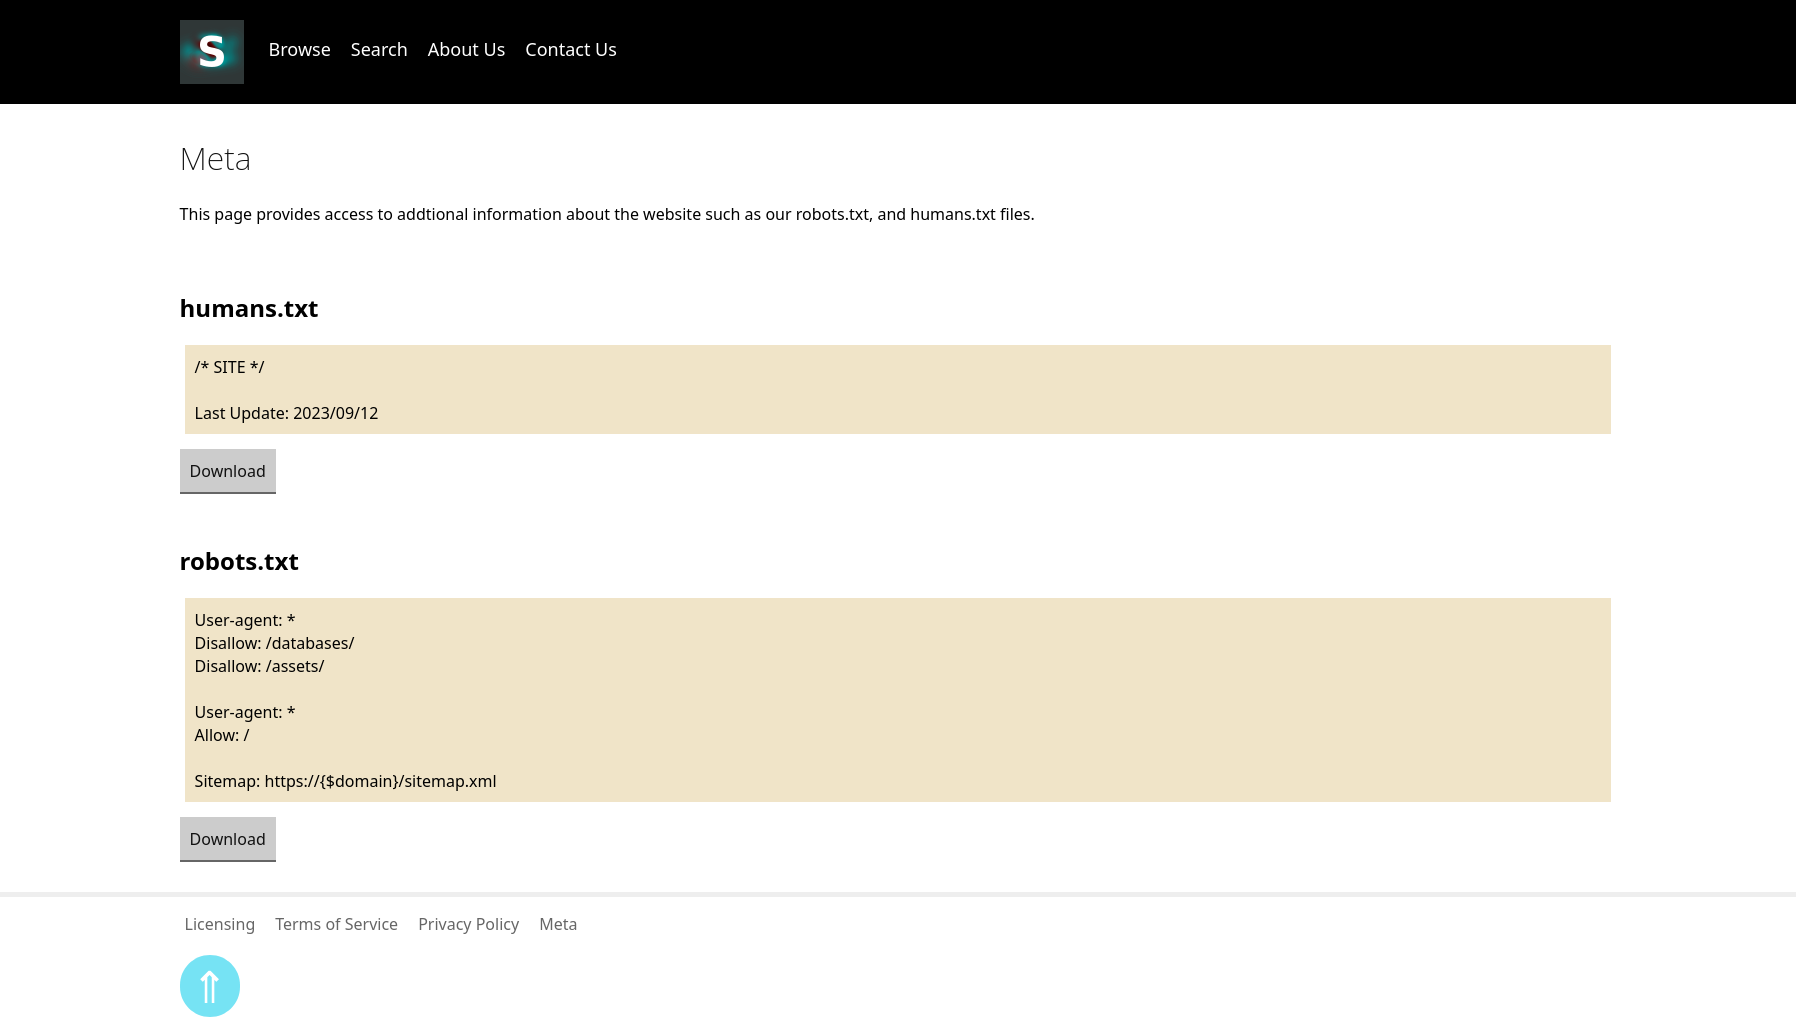 S
Browse Search About Us Contact Us
Meta
This page provides access to addtional information about the website such as our robots.txt, and humans.txt files.
humans.txt
/* SITE */
Last Update: 2023/09/12
Download
robots.txt
User-agent: *
Disallow: /databases/
Disallow: /assets/
User-agent: *
Allow: /
Sitemap: https://{$domain}/sitemap.xml
Download
Licensing Terms of Service Privacy Policy Meta
⇑